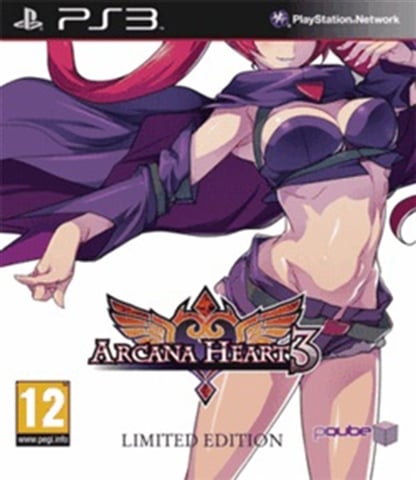 PS3
PlayStation®Network
ARCANA HEART 3
12
www.pegi.info
LIMITED EDITION
pqube